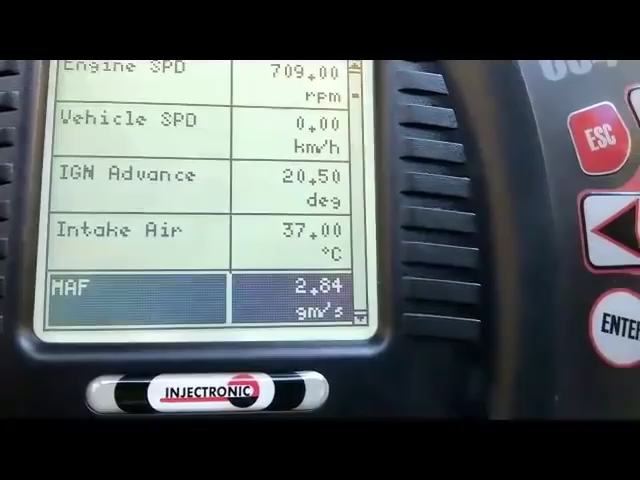 Engine SPD 709.00
rpm
Vehicle SPD 0.00
km/h
IGN Advance 20.50
deg
Intake Air 37.00
°C
MAF 2.84
gm/s
INJECTRONIC
ESC
ENTER